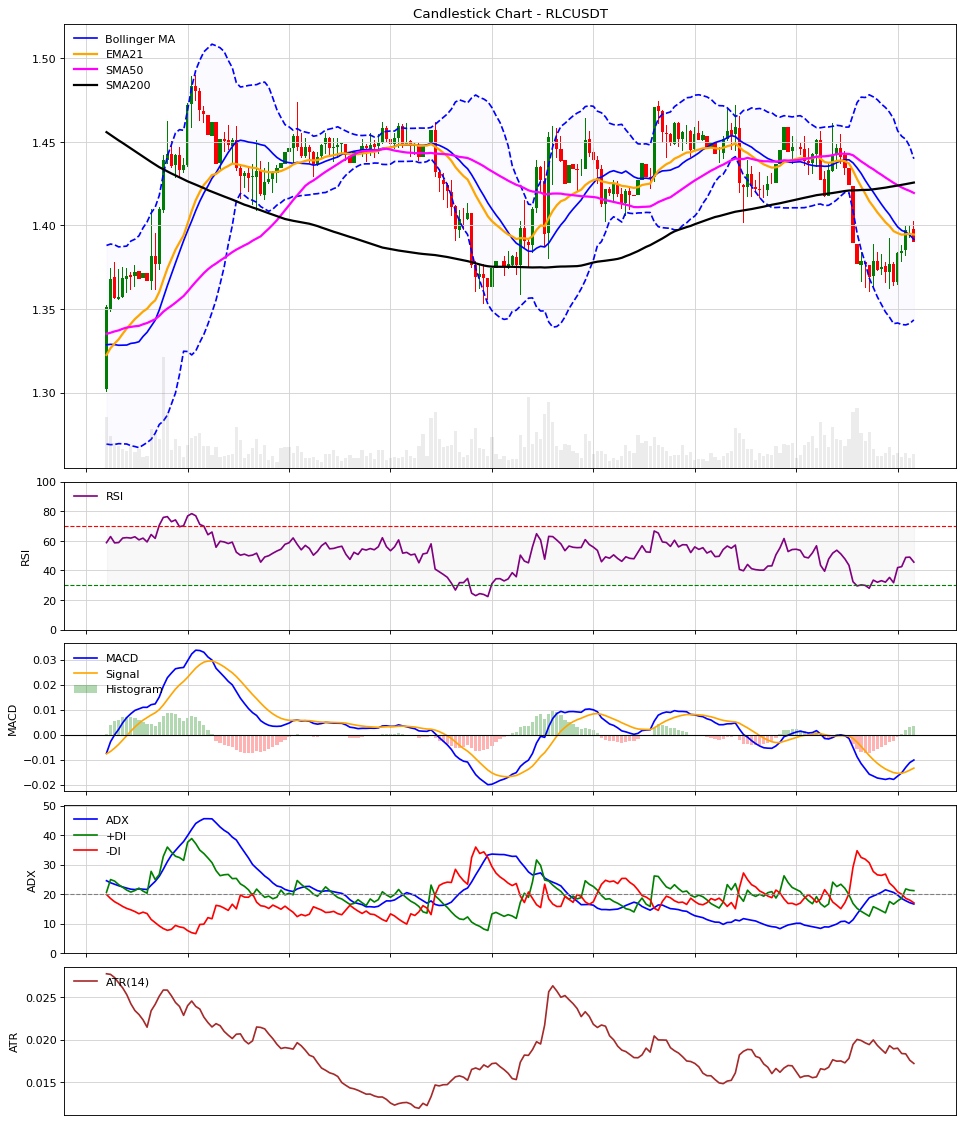 Candlestick Chart - RLCUSDT
Bollinger MA
EMA21
SMA50
SMA200
1.50
1.45
1.40
1.35
1.30
RSI
100
80
60
40
20
0
RSI
MACD
Signal
Histogram
0.03
0.02
0.01
0.00
−0.01
−0.02
MACD
ADX
+DI
-DI
50
40
30
20
10
0
ADX
ATR(14)
0.025
0.020
0.015
ATR